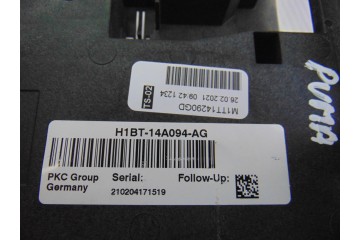 M1TT14290GD
26.02.2021 09:42 1234
TS-02
PUMA
H1BT-14A094-AG
PKC Group Serial: Follow-Up:
Germany
210204171519